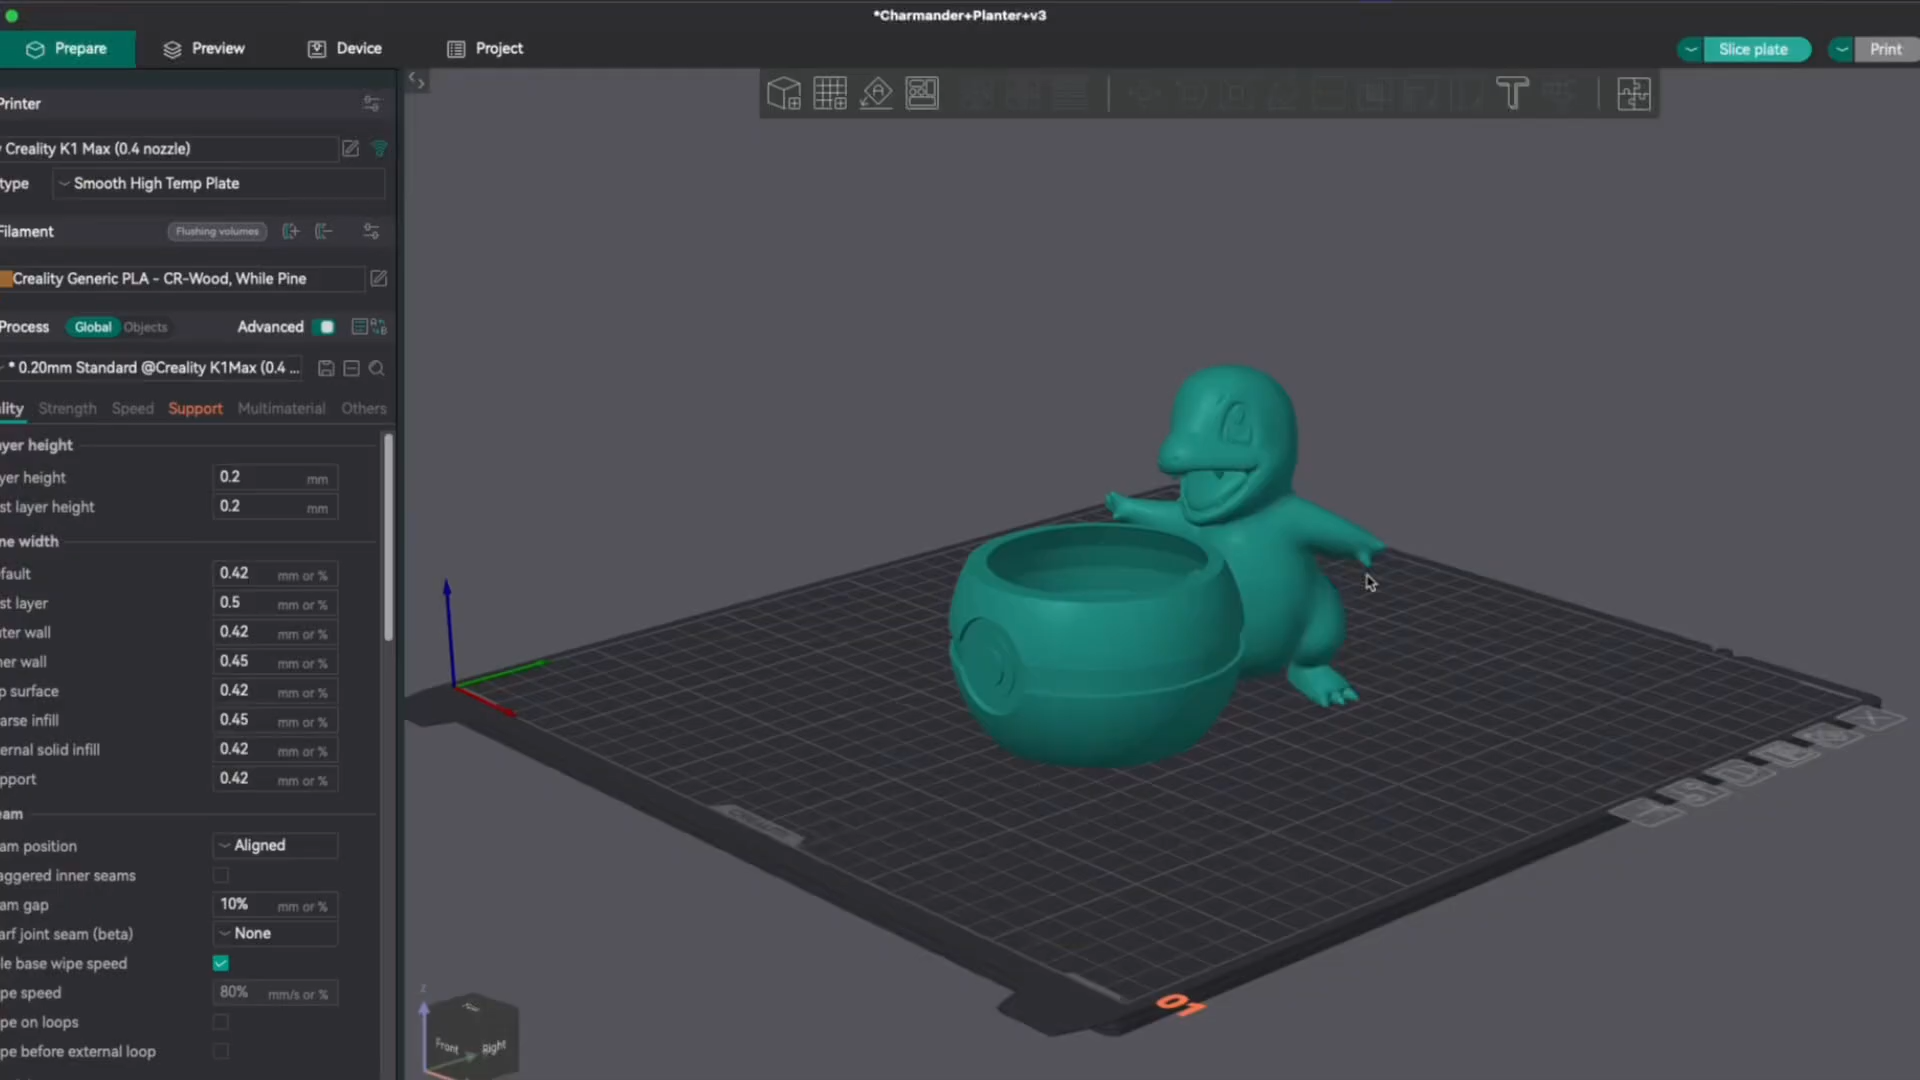 *Charmander+Planter+v3
Prepare
Preview
Device
Project
Slice plate
Print
Printer
Creality K1 Max (0.4 nozzle)
type
Smooth High Temp Plate
Filament
Flushing volumes
Creality Generic PLA - CR-Wood, While Pine
Process
Global
Objects
Advanced
* 0.20mm Standard @Creality K1Max (0.4 ...
lity
Strength
Speed
Support
Multimaterial
Others
yer height
yer height 0.2 mm
st layer height 0.2 mm
ne width
fault 0.42 mm or %
st layer 0.5 mm or %
ter wall 0.42 mm or %
ner wall 0.45 mm or %
p surface 0.42 mm or %
arse infill 0.45 mm or %
ernal solid infill 0.42 mm or %
pport 0.42 mm or %
eam
am position Aligned
aggered inner seams
am gap 10% mm or %
arf joint seam (beta) None
le base wipe speed
pe speed 80% mm/s or %
pe on loops
pe before external loop
01
z
Front
Right